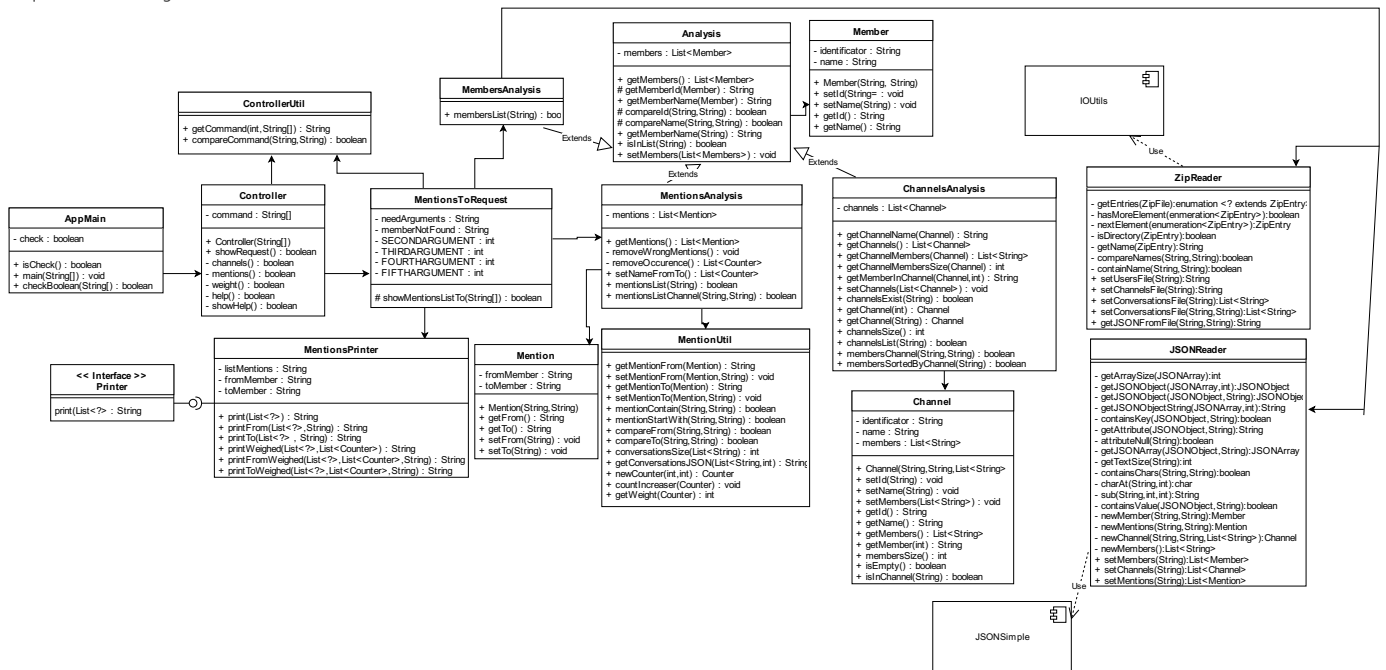 Analysis
- members : List<Member>
+ getMembers() : List<Member>
# getMemberId(Member) : String
+ getMemberName(Member) : String
# compareId(String,String) : boolean
# compareName(String,String) : boolean
+ getMemberName(Member) : String
+ isInList(String) : boolean
+ setMembers(List<Members>) : void
Member
- identificator : String
- name : String
+ Member(String, String)
+ setId(String= : void
+ setName(String) : void
+ getId() : String
+ getName() : String
MembersAnalysis
+ membersList(String) : boo
Extends
Extends
Extends
IOUtils
Use
ControllerUtil
+ getCommand(int,String[]) : String
+ compareCommand(String,String) : boolean
AppMain
- check : boolean
+ isCheck() : boolean
+ main(String[]) : void
+ checkBoolean(String[) : boolean
Controller
- command : String[]
+ Controller(String[])
+ showRequest() : boolean
- channels() : boolean
- mentions() : boolean
- weight() : boolean
- help() : boolean
- showHelp() : boolean
MentionsToRequest
- needArguments : String
- memberNotFound : String
- SECONDARGUMENT : int
- THIRDARGUMENT : int
- FOURTHARGUMENT : int
- FIFTHARGUMENT : int
# showMentionsListTo(String[]) : boolean
MentionsAnalysis
- mentions : List<Mention>
+ getMentions() : List<Mention>
- removeWrongMentions() : void
- removeOccurence() : List<Counter>
+ setNameFromTo() : List<Counter>
+ mentionsList(String) : boolean
+ mentionsListChannel(String,String) : boolean
ChannelsAnalysis
- channels : List<Channel>
+ getChannelName(Channel) : String
+ getChannels() : List<Channel>
+ getChannelMembers(Channel) : List<String>
+ getChannelMembersSize(Channel) : int
+ getMemberInChannel(Channel,int) : String
+ setChannels(List<Channel>) : void
+ channelsExist(String) : boolean
+ getChannel(int) : Channel
+ getChannel(String) : Channel
+ channelsSize() : int
+ channelsList(String) : boolean
+ membersChannel(String,String) : boolean
+ membersSortedByChannel(String) : boolean
ZipReader
- getEntries(ZipFile):enumation <? extends ZipEntry:
- hasMoreElement(enmeration<ZipEntry>):boolean
- nextElement(enumeration<ZipEntry>):ZipEntry
- isDirectory(ZipEntry):boolean
- getName(ZipEntry):String
- compareNames(String,String):boolean
- containName(String,String):boolean
+ setUsersFile(String):String
+ setChannelsFile(String):String
+ setConversationsFile(String):List<String>
+ setConversationsFile(String,String):List<String>
+ getJSONFromFile(String,String):String
<< Interface >>
Printer
print(List<?> : String
MentionsPrinter
- listMentions : String
- fromMember : String
- toMember : String
+ print(List<?>) : String
+ printFrom(List<?>,String) : String
+ printTo(List<?> , String) : String
+ printWeighed(List<?>,List<Counter>) : String
+ printFromWeighed(List<?>,List<Counter>,String) : String
+ printToWeighed(List<?>,List<Counter>,String) : String
Mention
- fromMember : String
- toMember : String
+ Mention(String,String)
+ getFrom() : String
+ getTo() : String
+ setFrom(String) : void
+ setTo(String) : void
MentionUtil
+ getMentionFrom(Mention) : String
+ setMentionFrom(Mention,String) : void
+ getMentionTo(Mention) : String
+ setMentionTo(Mention,String) : void
+ mentionContain(String,String) : boolean
+ mentionStartWith(String,String) : boolean
+ compareFrom(String,String) : boolean
+ compareTo(String,String) : boolean
+ conversationsSize(List<String) : int
+ getConversationsJSON(List<String,int) : String
+ newCounter(int,int) : Counter
+ countIncreaser(Counter) : void
+ getWeight(Counter) : int
Channel
- identificator : String
- name : String
- members : List<String>
+ Channel(String,String,List<String>
+ setId(String) : void
+ setName(String) : void
+ setMembers(List<String>) : void
+ getId() : String
+ getName() : String
+ getMembers() : List<String>
+ getMember(int) : String
+ membersSize() : int
+ isEmpty() : boolean
+ isInChannel(String) : boolean
JSONReader
- getArraySize(JSONArray):int
- getJSONObject(JSONArray,int):JSONObject
- getJSONObject(JSONObject,String):JSONObje
- getJSONObjectString(JSONArray,int):String
- containsKey(JSONObject,String):boolean
- getAttribute(JSONObject,String):String
- attributeNull(String):boolean
- getJSONArray(JSONObject,String):JSONArray
- getTextSize(String):int
- containsChars(String,String):boolean
- charAt(String,int):char
- sub(String,int,int):String
- containsValue(JSONObject,String):boolean
- newMember(String,String):Member
- newMentions(String,String):Mention
- newChannel(String,String,List<String>):Channel
- newMembers():List<String>
+ setMembers(String):List<Member>
+ setChannels(String):List<Channel>
+ setMentions(String):List<Mention>
Use
JSONSimple